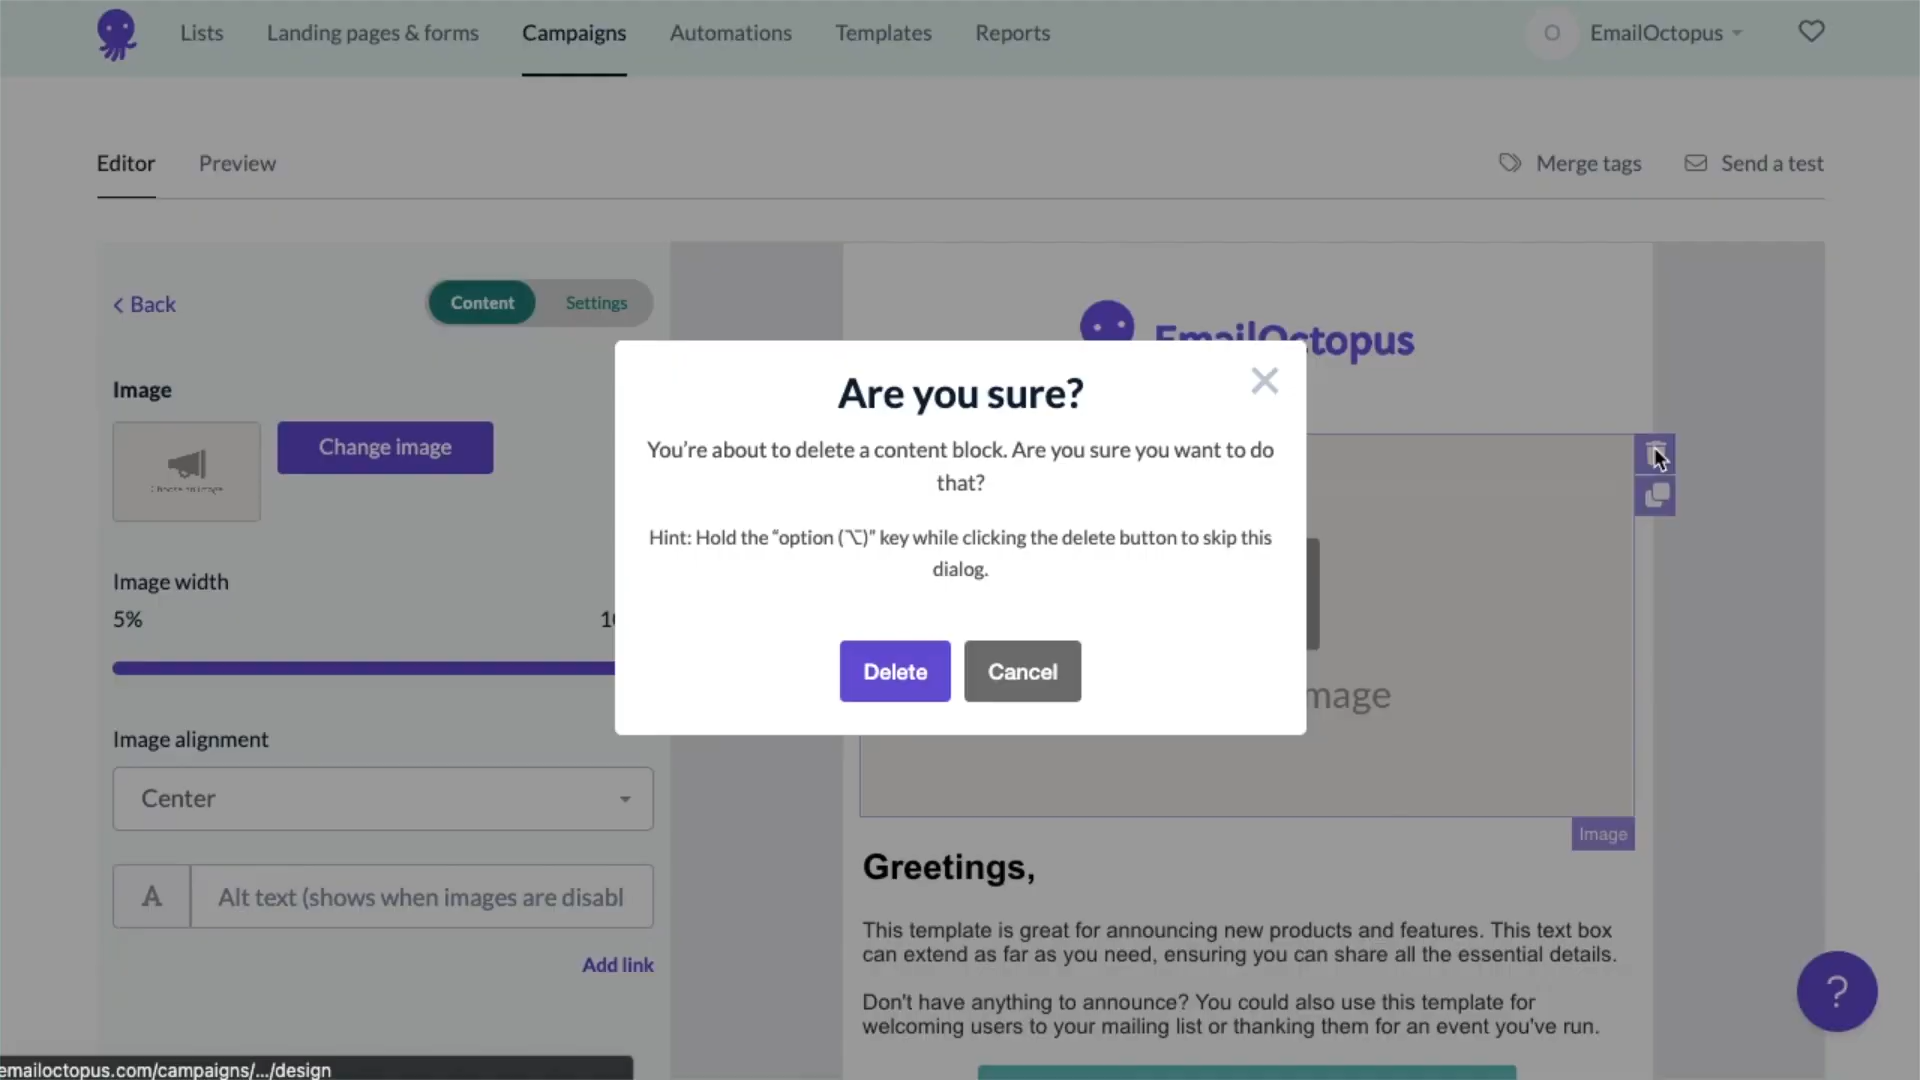 Lists
Landing pages & forms
Campaigns
Automations
Templates
Reports
O
EmailOctopus
Editor
Preview
Merge tags
Send a test
< Back
Content
Settings
EmailOctopus
Image
Change image
Are you sure?
You're about to delete a content block. Are you sure you want to do
that?
Hint: Hold the “option (⌥)” key while clicking the delete button to skip this
dialog.
Delete
Cancel
Image width
5%
Image alignment
Center
A
Alt text (shows when images are disabl
Add link
mage
Image
Greetings,
This template is great for announcing new products and features. This text box
can extend as far as you need, ensuring you can share all the essential details.
Don't have anything to announce? You could also use this template for
welcoming users to your mailing list or thanking them for an event you've run.
?
emailoctopus.com/campaigns/.../design